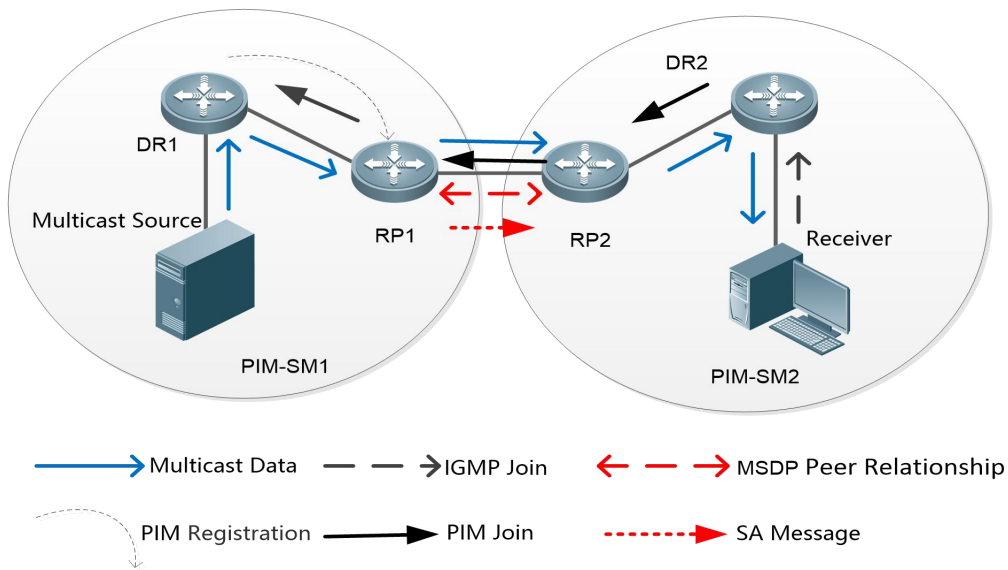 DR2
DR1
Multicast Source
RP1
RP2
Receiver
PIM-SM1
PIM-SM2
Multicast Data
IGMP Join
MSDP Peer Relationship
PIM Registration
PIM Join
SA Message